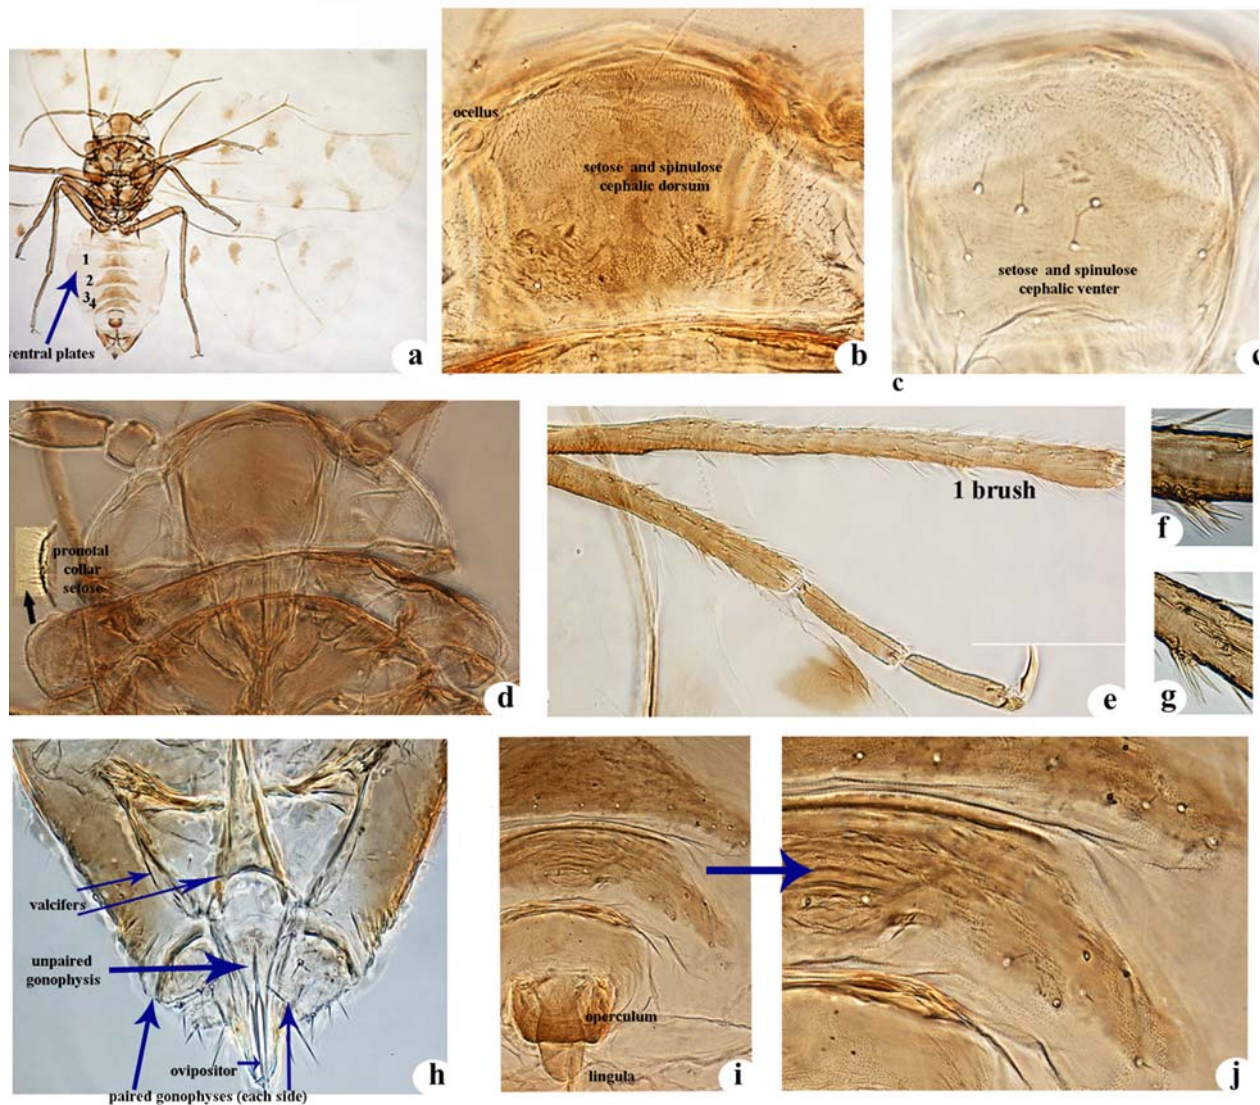 1
2
3
4
ventral plates
a
ocellus
setose and spinulose
cephalic dorsum
b
setose and spinulose
cephalic venter
c
c
pronotal
collar
setose
d
1 brush
e
f
g
valcifers
unpaired
gonophysis
ovipositor
paired gonophyses (each side)
h
operculum
lingula
i
j